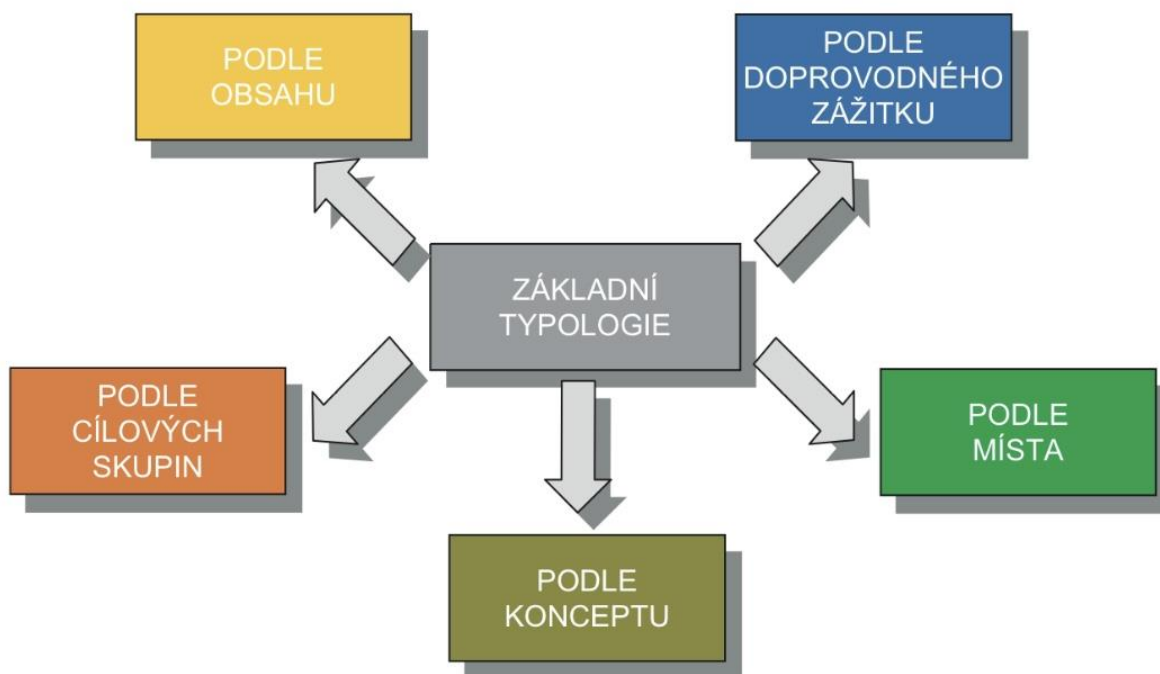 PODLE
OBSAHU
PODLE
DOPROVODNÉHO
ZÁŽITKU
ZÁKLADNÍ
TYPOLOGIE
PODLE
CÍLOVÝCH
SKUPIN
PODLE
MÍSTA
PODLE
KONCEPTU